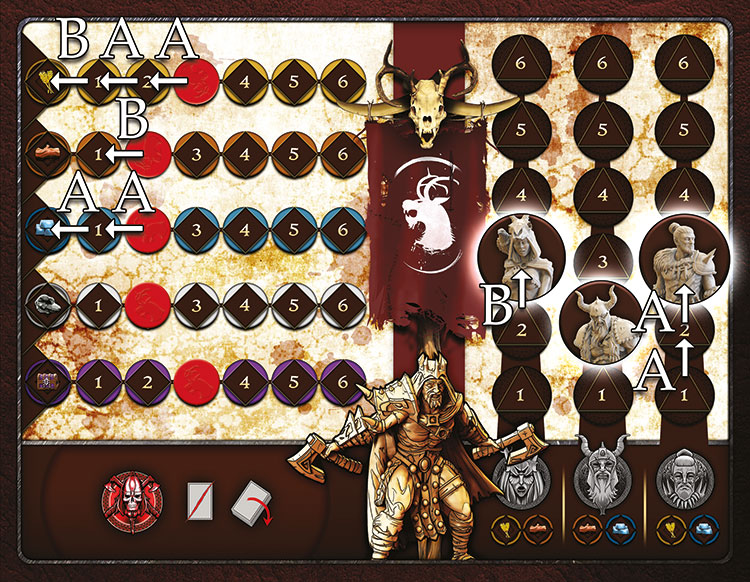 B A A
1 2 4 5 6
B
1 3 4 5 6
A A
1 3 4 5 6
1 3 4 5 6
1 2 4 5 6
6 6 6
5 5 5
4 4 4
3
B A
2 2
A
1 1 1